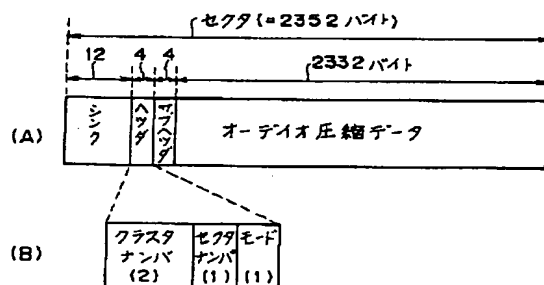 セクタ(=2352バイト)
12
4
4
2332バイト
(A)
シンク
ヘッダ
サブヘッダ
オーディオ圧縮データ
(B)
クラスタ
ナンバ
(2)
セクタ
ナンバ
(1)
モード
(1)